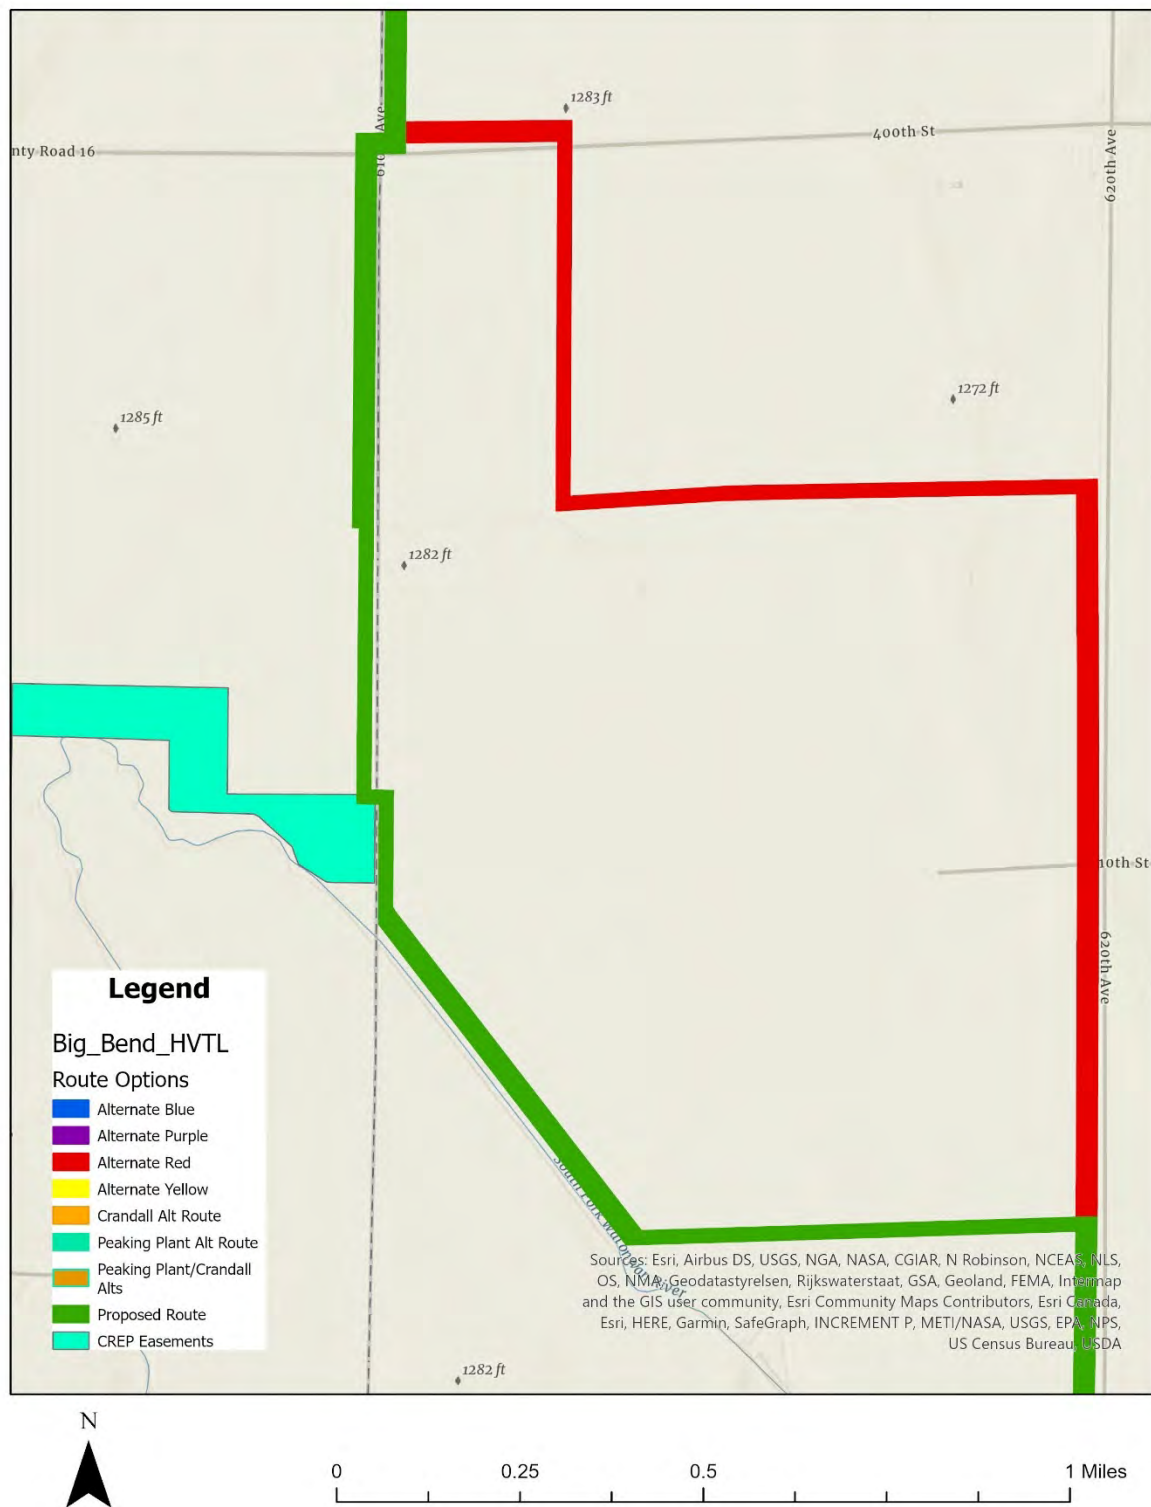 1283 ft
400th St
nty Road 16
Ave
620th Ave
1272 ft
1285 ft
1282 ft
10th St
620th Ave
Legend
Big_Bend_HVTL
Route Options
Alternate Blue
Alternate Purple
Alternate Red
Alternate Yellow
Crandall Alt Route
Peaking Plant Alt Route
Peaking Plant/Crandall
Alts
Proposed Route
CREP Easements
South Fork Watonwan River
Sources: Esri, Airbus DS, USGS, NGA, NASA, CGIAR, N Robinson, NCEAS, NLS,
OS, NMA, Geodatastyrelsen, Rijkswaterstaat, GSA, Geoland, FEMA, Intermap
and the GIS user community, Esri Community Maps Contributors, Esri Canada,
Esri, HERE, Garmin, SafeGraph, INCREMENT P, METI/NASA, USGS, EPA, NPS,
US Census Bureau, USDA
1282 ft
N
0 0.25 0.5 1 Miles